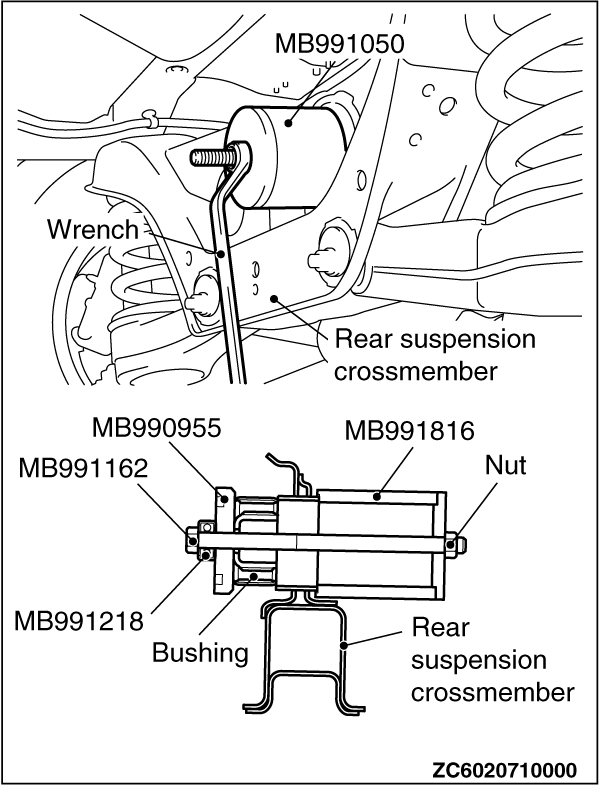 MB991050
Wrench
Rear suspension
crossmember
MB990955
MB991816
MB991162
Nut
MB991218
Bushing
Rear
suspension
crossmember
ZC6020710000